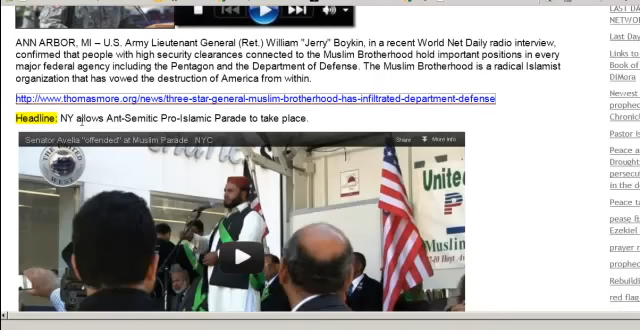 LAST DA
ANN ARBOR, MI – U.S. Army Lieutenant General (Ret.) William "Jerry" Boykin, in a recent World Net Daily radio interview,
confirmed that people with high security clearances connected to the Muslim Brotherhood hold important positions in every
major federal agency including the Pentagon and the Department of Defense. The Muslim Brotherhood is a radical Islamist
organization that has vowed the destruction of America from within.
http://www.thomasmore.org/news/three-star-general-muslim-brotherhood-has-infiltrated-department-defense
Headline: NY allows Ant-Semitic Pro-Islamic Parade to take place.
Senator Avella "offended" at Muslim Parade NYC
Share
More info
Unite
Muslim
Last Day
Links to
Book of
DiMora
Newest
prophec
Chronicl
Pastor
Peace a
Drought
persecu
in the d
Peace ta
pease
Ezekiel
prayer r
prophec
Rebuildi
red flag